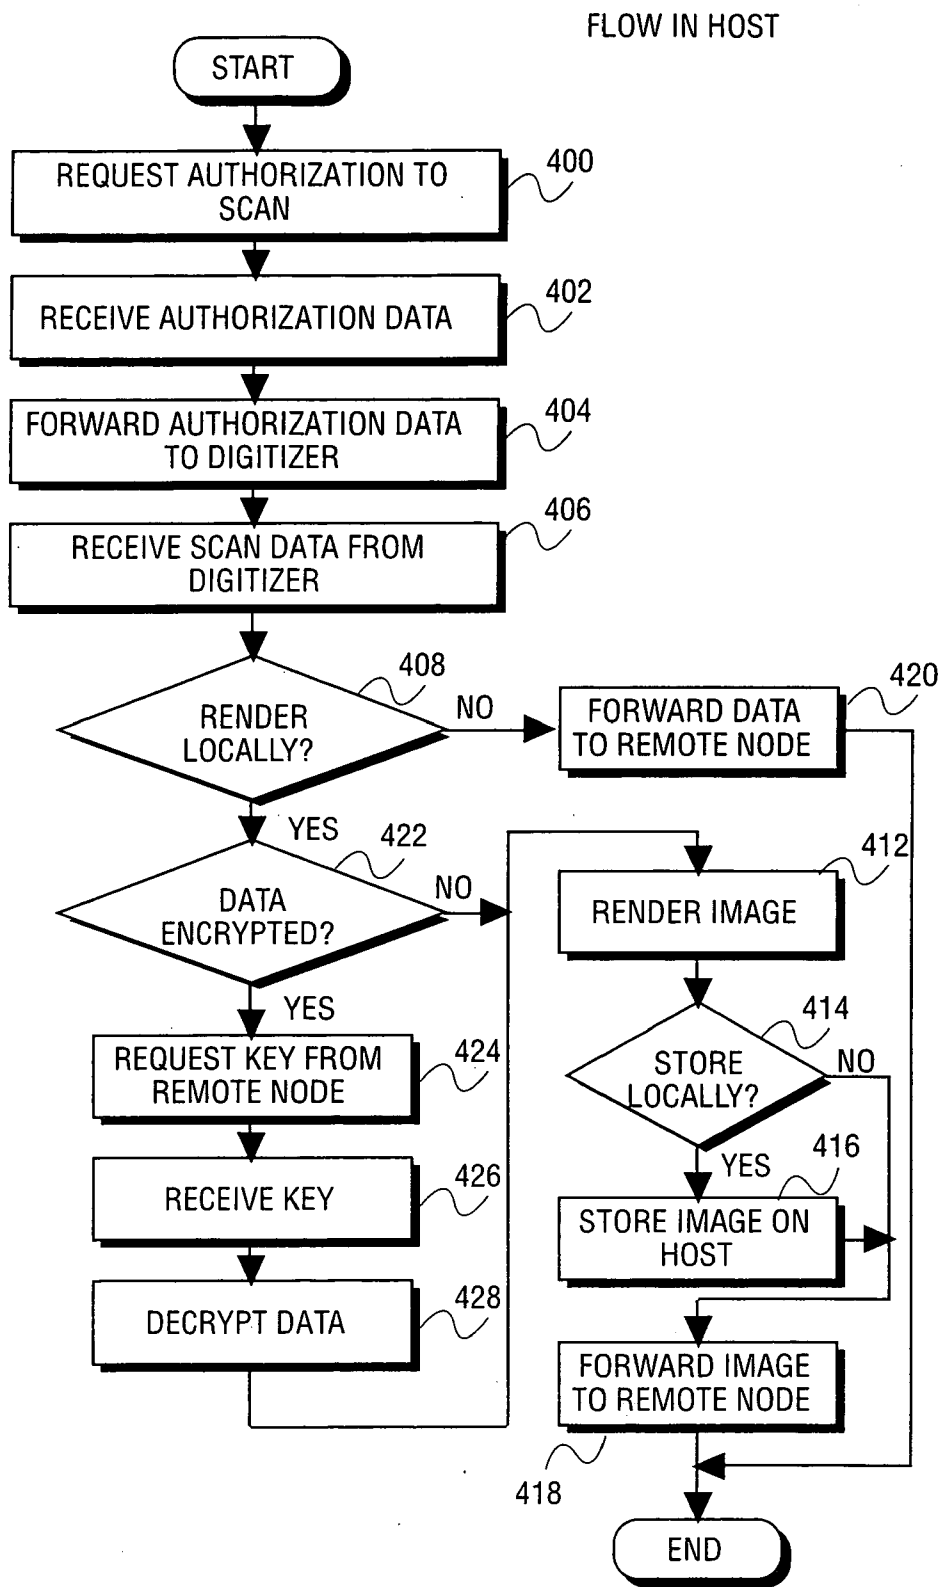 FLOW IN HOST
START
REQUEST AUTHORIZATION TO
SCAN
400
RECEIVE AUTHORIZATION DATA
402
FORWARD AUTHORIZATION DATA
TO DIGITIZER
404
RECEIVE SCAN DATA FROM
DIGITIZER
406
RENDER
LOCALLY?
408
NO
FORWARD DATA
TO REMOTE NODE
420
YES
DATA
ENCRYPTED?
422
NO
YES
REQUEST KEY FROM
REMOTE NODE
424
RECEIVE KEY
426
DECRYPT DATA
428
RENDER IMAGE
412
STORE
LOCALLY?
414
NO
YES
STORE IMAGE ON
HOST
416
FORWARD IMAGE
TO REMOTE NODE
418
END